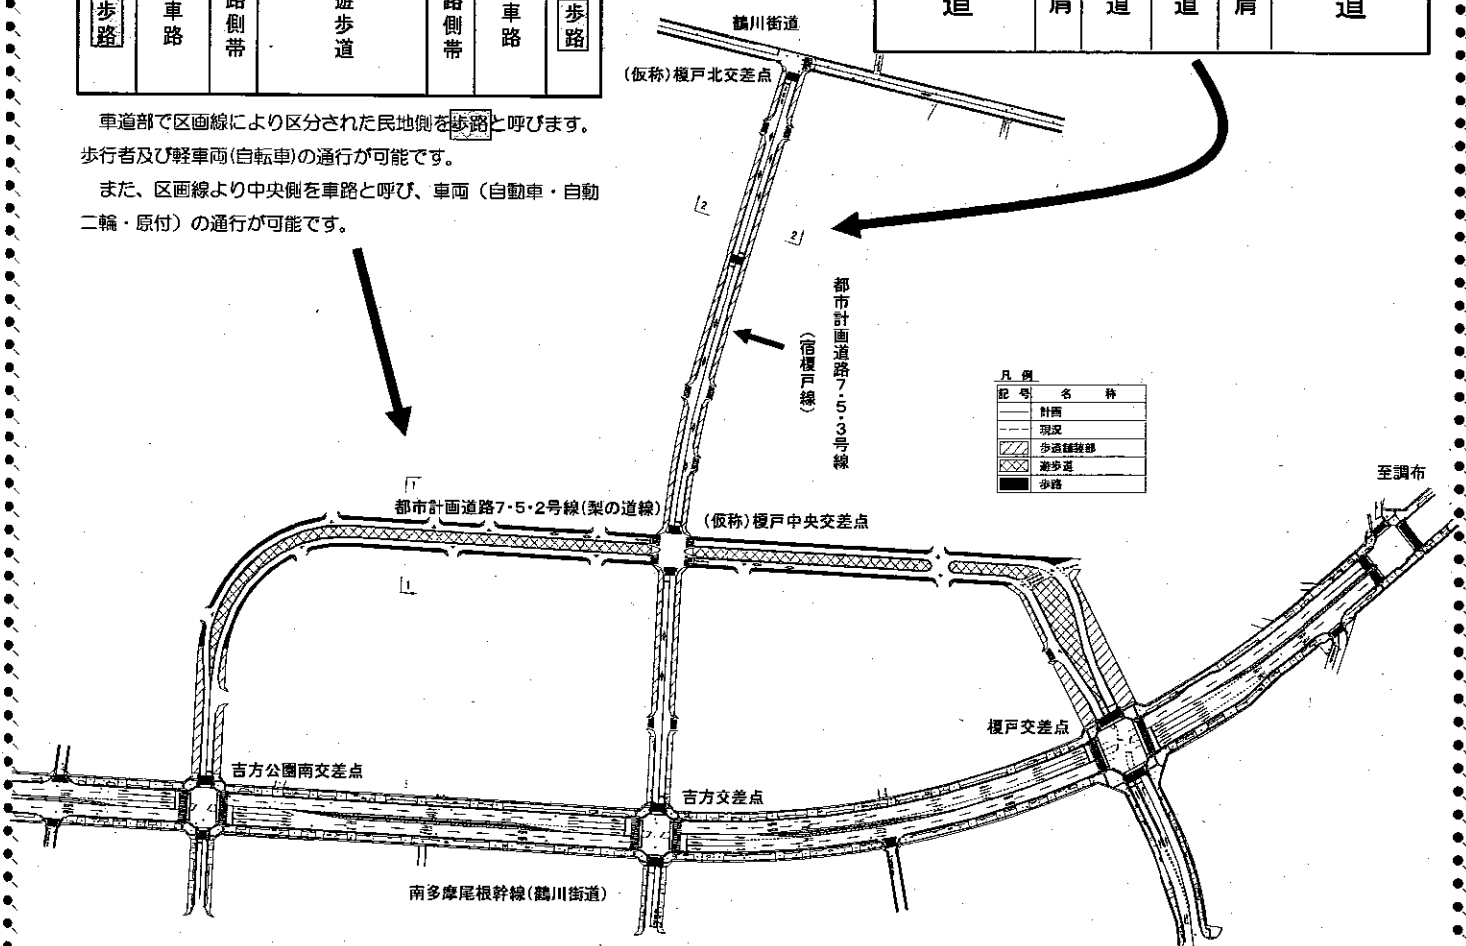 歩路
車路
路側帯
遊歩道
路側帯
車路
歩路
道
肩
道
道
肩
道
車道部で区画線により区分された民地側を歩路と呼びます。
歩行者及び軽車両(自転車)の通行が可能です。
また、区画線より中央側を車路と呼び、車両（自動車・自動
二輪・原付）の通行が可能です。
鶴川街道
(仮称)榎戸北交差点
2
2
都市計画道路7・5・3号線
(宿榎戸線)
凡 例
記 号 名 称
計画
現況
歩道舗装部
遊歩道
歩路
至調布
1
都市計画道路7・5・2号線(梨の道線)
(仮称)榎戸中央交差点
1
榎戸交差点
吉方公園南交差点
吉方交差点
南多摩尾根幹線(鶴川街道)